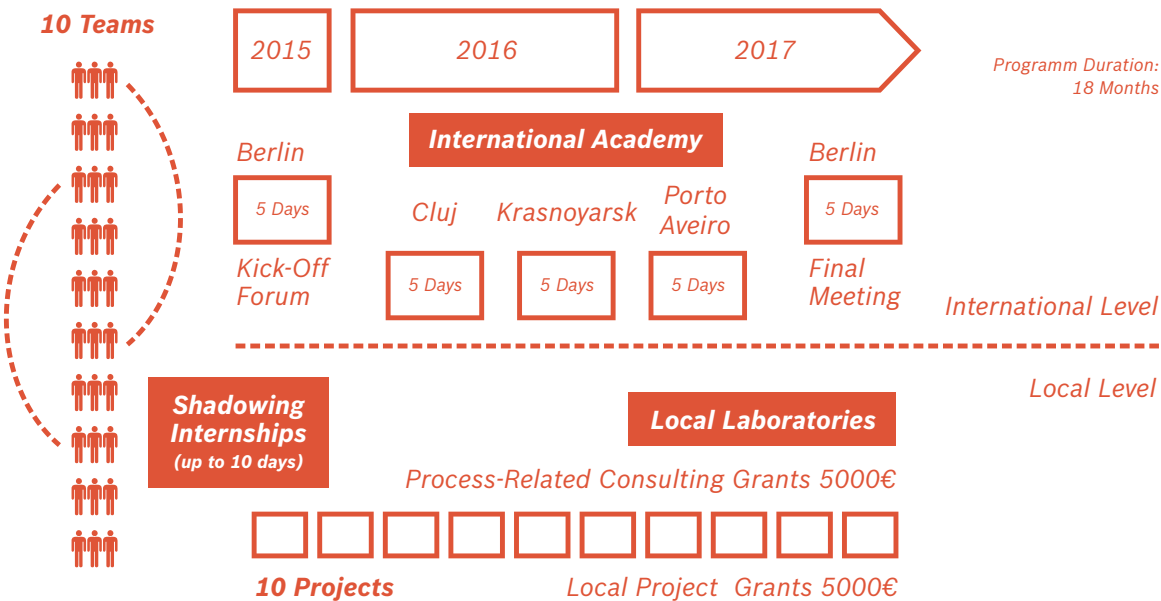 10 Teams
2015
2016
2017
Programm Duration:
18 Months
International Academy
Berlin
5 Days
Kick-Off
Forum
Cluj
5 Days
Krasnoyarsk
5 Days
Porto
Aveiro
5 Days
Berlin
5 Days
Final
Meeting
International Level
Local Level
Shadowing
Internships
(up to 10 days)
Local Laboratories
Process-Related Consulting Grants 5000€
10 Projects
Local Project Grants 5000€